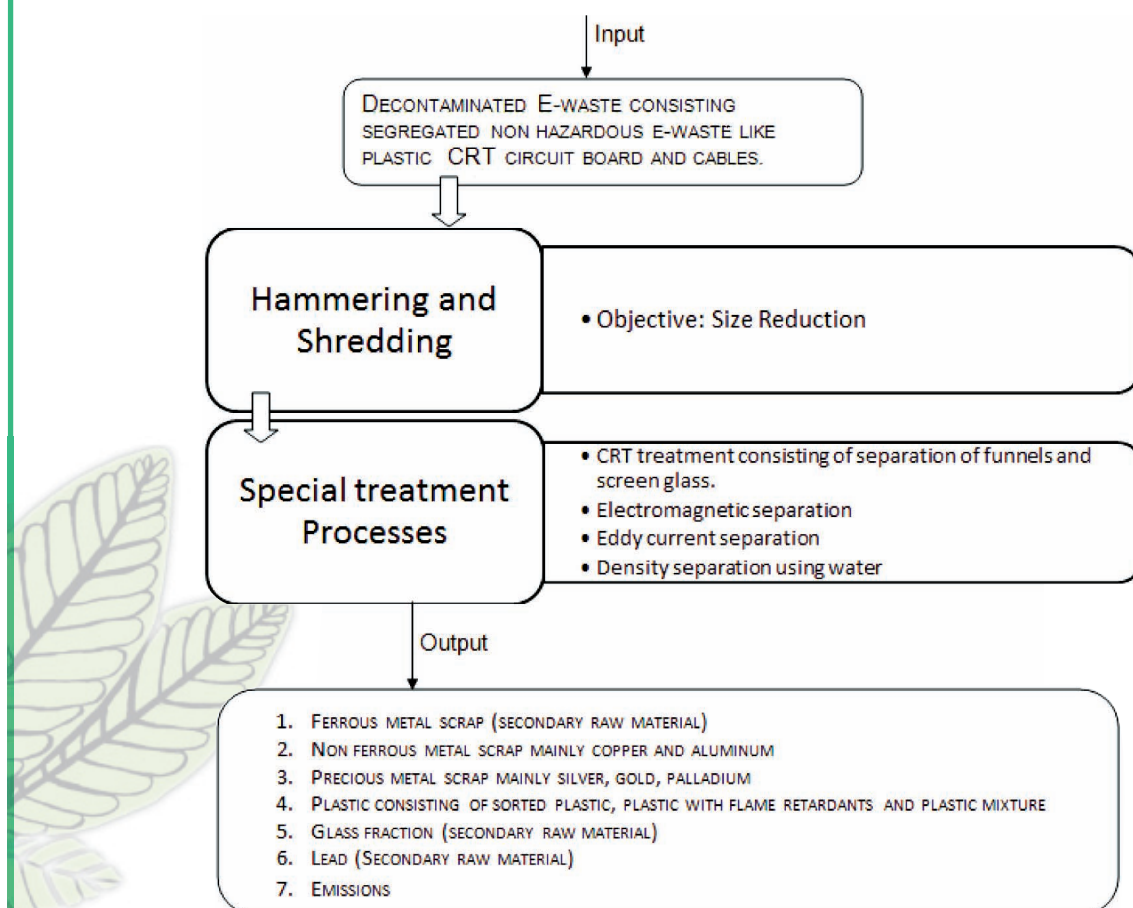 Input
DECONTAMINATED E-WASTE CONSISTING
SEGREGATED NON HAZARDOUS E-WASTE LIKE
PLASTIC CRT CIRCUIT BOARD AND CABLES.
Hammering and
Shredding
• Objective: Size Reduction
Special treatment
Processes
• CRT treatment consisting of separation of funnels and
screen glass.
• Electromagnetic separation
• Eddy current separation
• Density separation using water
Output
1. FERROUS METAL SCRAP (SECONDARY RAW MATERIAL)
2. NON FERROUS METAL SCRAP MAINLY COPPER AND ALUMINUM
3. PRECIOUS METAL SCRAP MAINLY SILVER, GOLD, PALLADIUM
4. PLASTIC CONSISTING OF SORTED PLASTIC, PLASTIC WITH FLAME RETARDANTS AND PLASTIC MIXTURE
5. GLASS FRACTION (SECONDARY RAW MATERIAL)
6. LEAD (SECONDARY RAW MATERIAL)
7. EMISSIONS